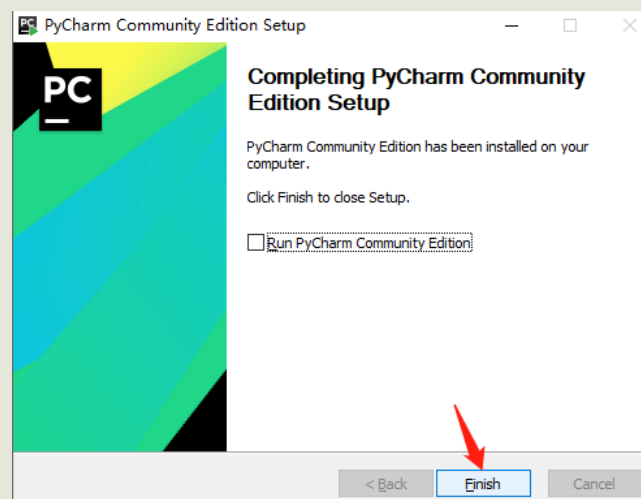 PyCharm Community Edition Setup
PC
Completing PyCharm Community
Edition Setup
PyCharm Community Edition has been installed on your
computer.
Click Finish to close Setup.
Run PyCharm Community Edition
< Back
Finish
Cancel